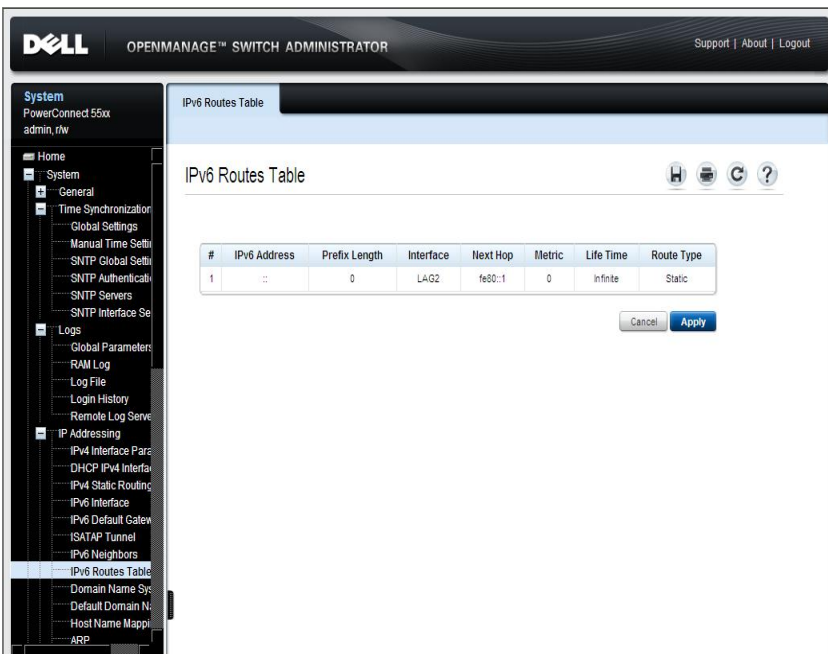 DELL
OPENMANAGE™ SWITCH ADMINISTRATOR
Support | About | Logout
System
PowerConnect 55xx
admin, r/w
Home
System
General
Time Synchronization
Global Settings
Manual Time Settin
SNTP Global Settin
SNTP Authenticati
SNTP Servers
SNTP Interface Se
Logs
Global Parameters
RAM Log
Log File
Login History
Remote Log Serve
IP Addressing
IPv4 Interface Para
DHCP IPv4 Interfac
IPv4 Static Routing
IPv6 Interface
IPv6 Default Gatew
ISATAP Tunnel
IPv6 Neighbors
IPv6 Routes Table
Domain Name Sys
Default Domain Na
Host Name Mappi
ARP
IPv6 Routes Table
IPv6 Routes Table
# IPv6 Address Prefix Length Interface Next Hop Metric Life Time Route Type
1 :: 0 LAG2 fe80::1 0 Infinite Static
Cancel Apply